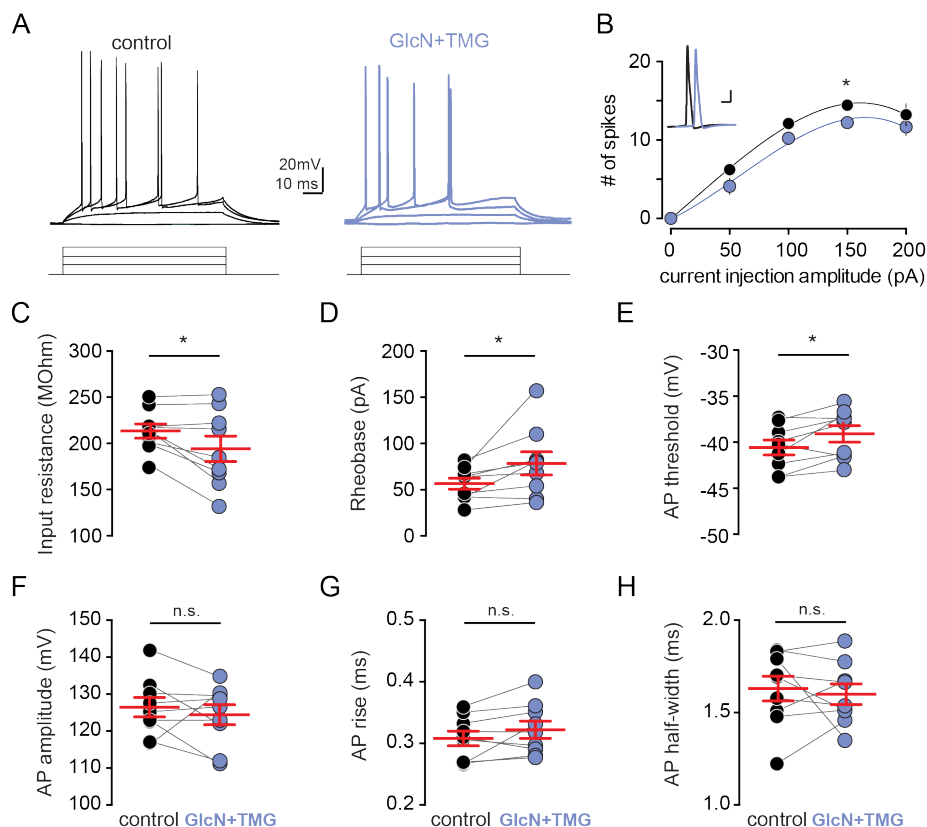 A
control
GlcN+TMG
20mV
10 ms
B
# of spikes
20
10
0
*
0
50
100
150
200
current injection amplitude (pA)
C
Input resistance (MOhm)
300
250
200
150
100
*
D
Rheobase (pA)
200
150
100
50
0
*
E
AP threshold (mV)
-30
-35
-40
-45
-50
*
F
AP amplitude (mV)
150
140
130
120
110
100
n.s.
control GlcN+TMG
G
AP rise (ms)
0.5
0.4
0.3
0.2
n.s.
control GlcN+TMG
H
AP half-width (ms)
2.0
1.5
1.0
n.s.
control GlcN+TMG